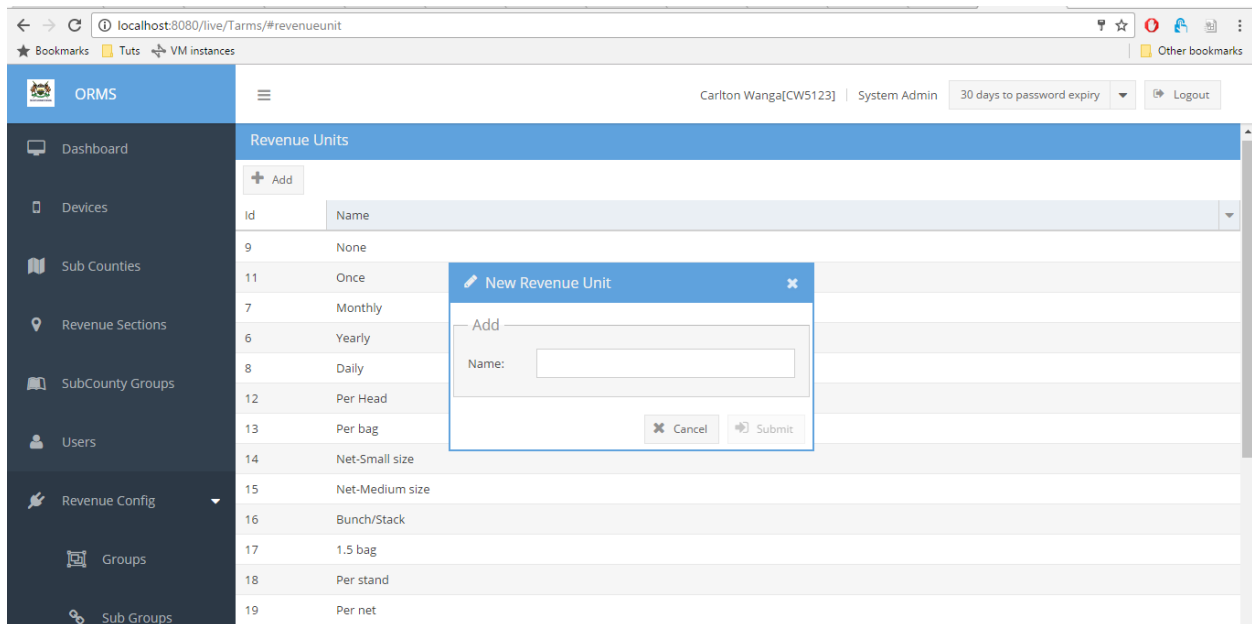 localhost:8080/live/Tarms/#revenueunit
Bookmarks Tuts VM instances Other bookmarks
ORMS
Carlton Wanga[CW5123] System Admin 30 days to password expiry Logout
Dashboard
Devices
Sub Counties
Revenue Sections
SubCounty Groups
Users
Revenue Config
Groups
Sub Groups
Revenue Units
Add
Id Name
9 None
11 Once
7 Monthly
6 Yearly
8 Daily
12 Per Head
13 Per bag
14 Net-Small size
15 Net-Medium size
16 Bunch/Stack
17 1.5 bag
18 Per stand
19 Per net
New Revenue Unit
Add
Name:
Cancel Submit